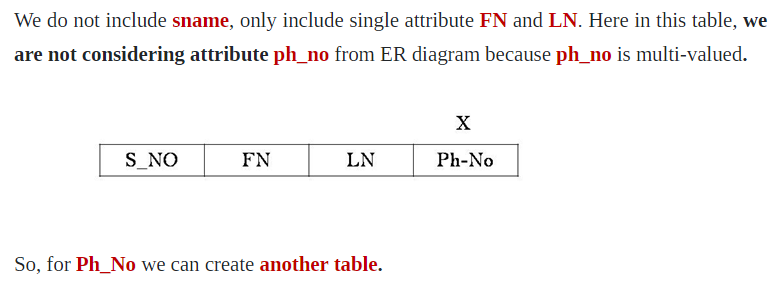 We do not include sname, only include single attribute FN and LN. Here in this table, we
are not considering attribute ph_no from ER diagram because ph_no is multi-valued.
X
S_NO FN LN Ph-No
So, for Ph_No we can create another table.